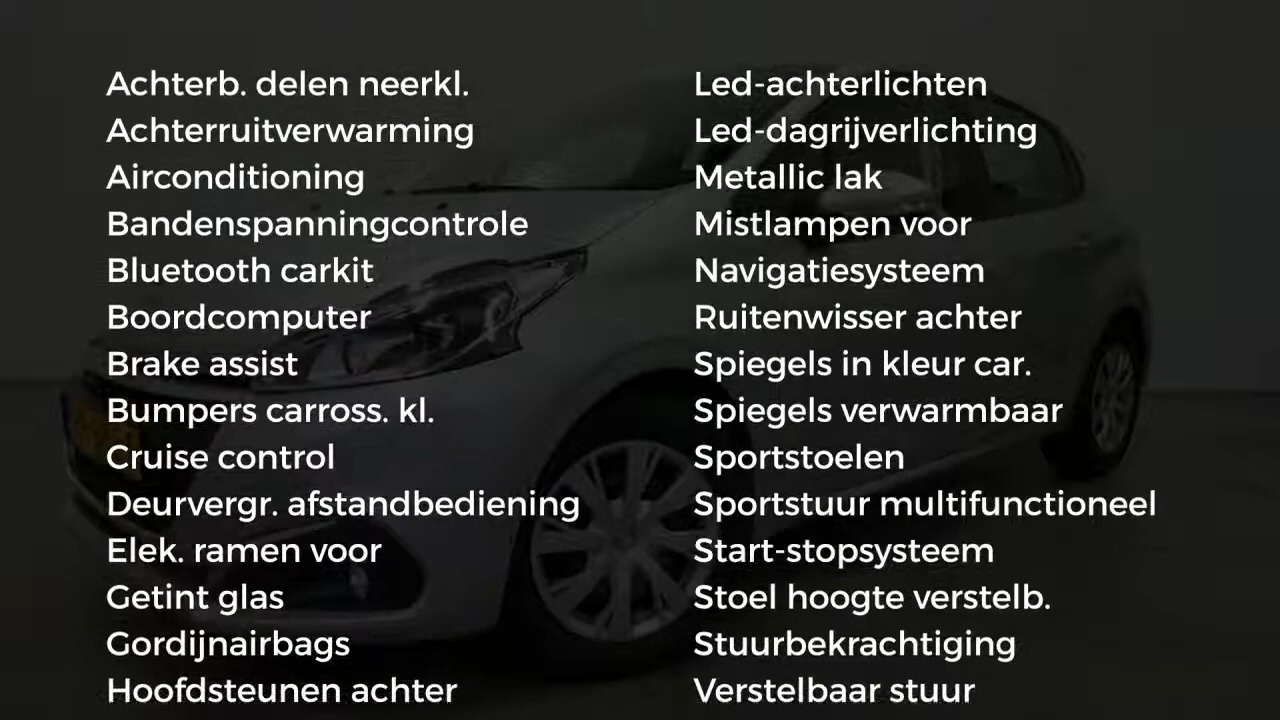 Achterb. delen neerkl.
Achterruitverwarming
Airconditioning
Bandenspanningcontrole
Bluetooth carkit
Boordcomputer
Brake assist
Bumpers carross. kl.
Cruise control
Deurvergr. afstandbediening
Elek. ramen voor
Getint glas
Gordijnairbags
Hoofdsteunen achter
Led-achterlichten
Led-dagrijverlichting
Metallic lak
Mistlampen voor
Navigatiesysteem
Ruitenwisser achter
Spiegels in kleur car.
Spiegels verwarmbaar
Sportstoelen
Sportstuur multifunctioneel
Start-stopsysteem
Stoel hoogte verstelb.
Stuurbekrachtiging
Verstelbaar stuur